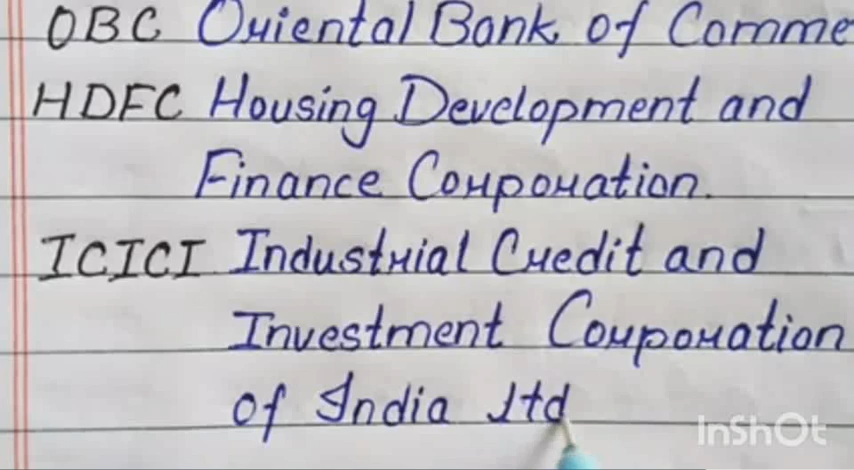 OBC Oriental Bank of Comme
HDFC Housing Development and
Finance Corporation.
ICICI Industrial Credit and
Investment Corporation
of India Ltd
InShOt